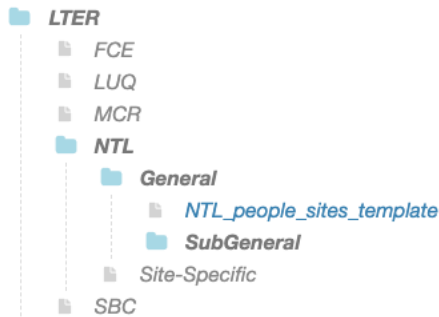 LTER
FCE
LUQ
MCR
NTL
General
NTL_people_sites_template
SubGeneral
Site-Specific
SBC